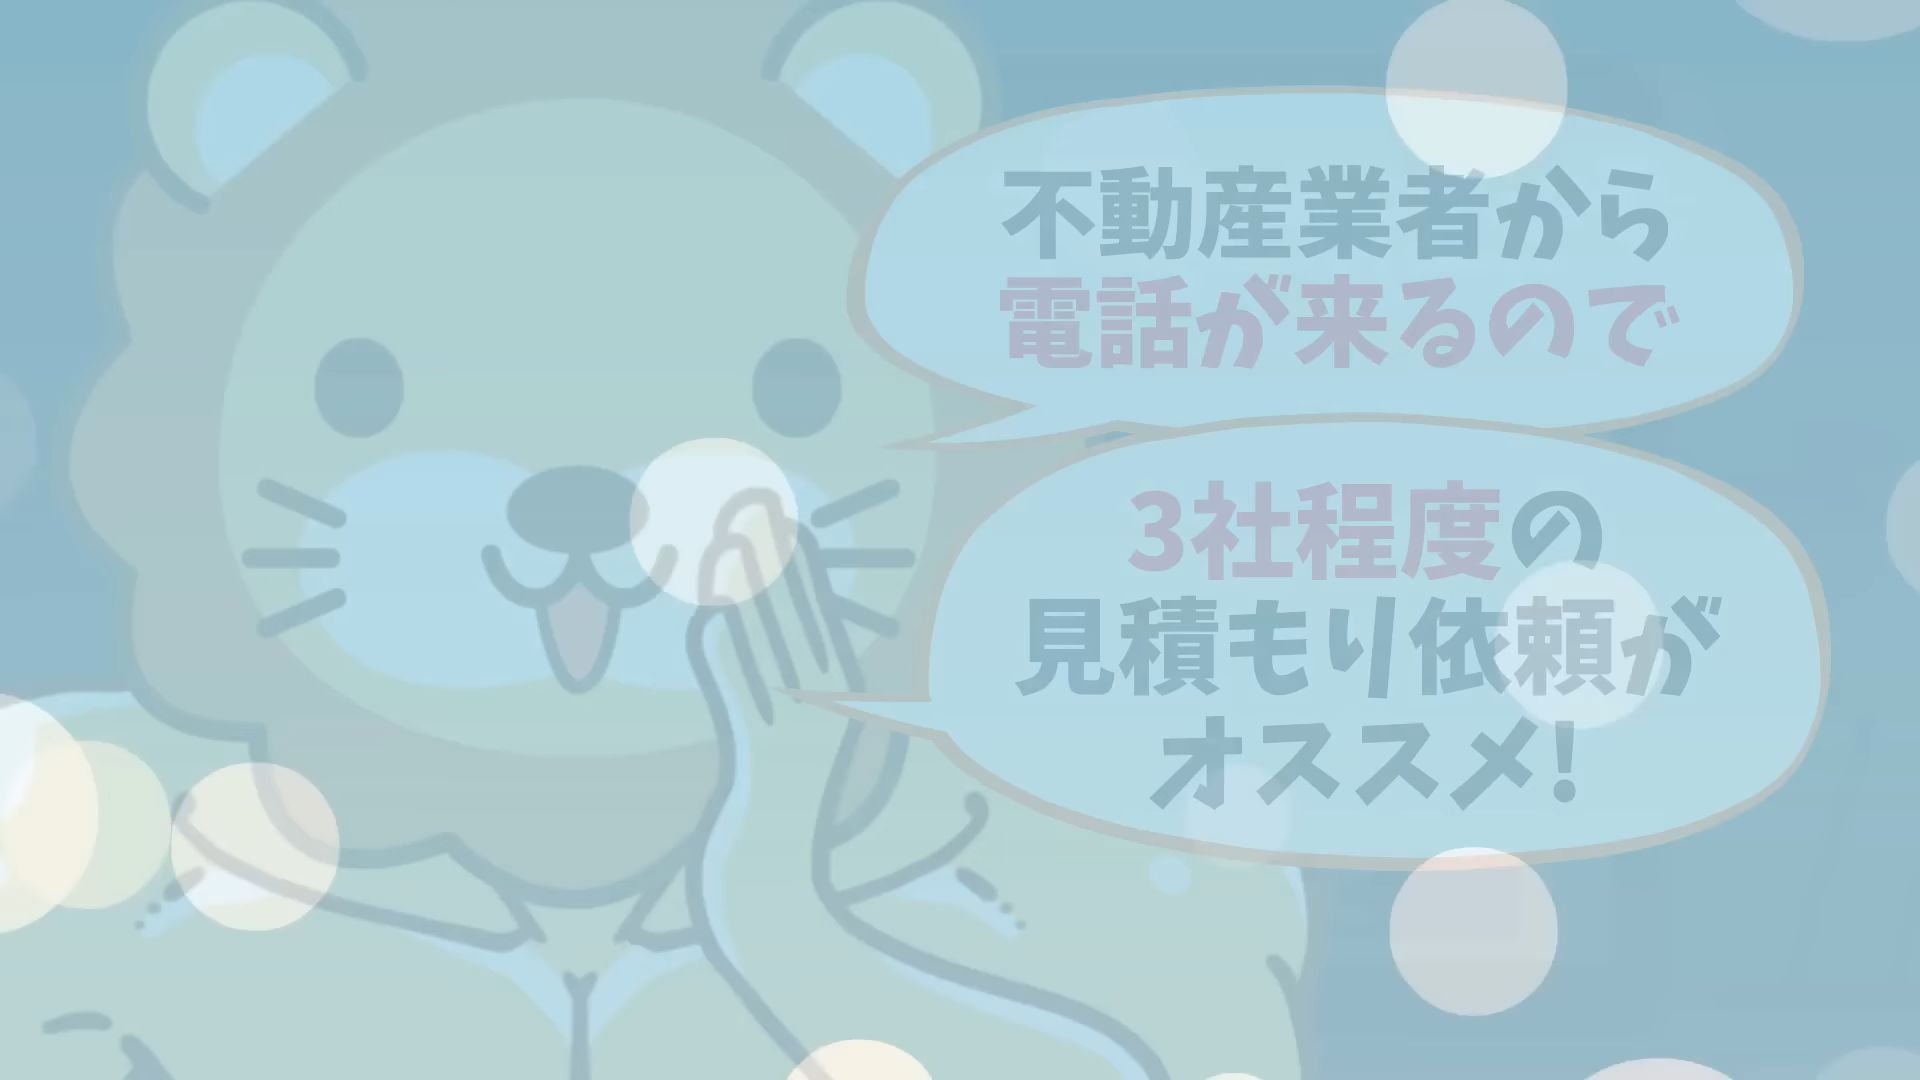 不動産業者から
電話が来るので
3社程度の
見積もり依頼が
オススメ!